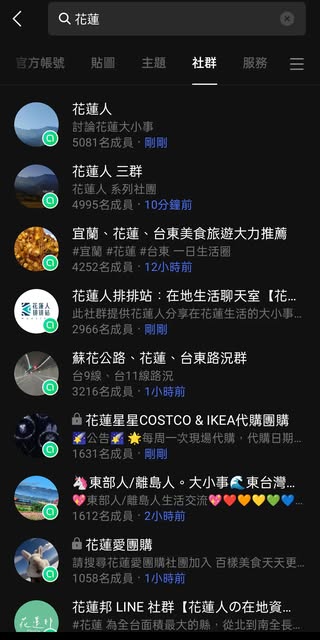 花蓮
官方帳號 貼圖 主題 社群 服務
花蓮人
討論花蓮大小事
5081名成員・剛剛
花蓮人 三群
花蓮人 系列社團
4995名成員・10分鐘前
宜蘭、花蓮、台東美食旅遊大力推薦
#宜蘭 #花蓮 #台東 一日生活圈
4252名成員・12小時前
花蓮人排排站：在地生活聊天室【花...
此社群提供花蓮人分享在花蓮生活的大小事...
2966名成員・剛剛
花蓮人
排排站
蘇花公路、花蓮、台東路況群
台9線、台11線路況
3216名成員・1小時前
花蓮星星COSTCO & IKEA代購團購
🌠公告🌠 🌟每周一次現場代購，代購日期...
1631名成員・剛剛
🦄東部人/離島人。大小事🌊東台灣...
💖東部人/離島人生活交流💖❤️🧡💛💚💙...
1612名成員・2小時前
花蓮愛團購
請搜尋花蓮愛團購社團加入 百樣美食天天更...
1058名成員・1小時前
花蓮邦 LINE 社群【花蓮人の在地資...
#花蓮 為全台面積最大的縣，從北到南全長...